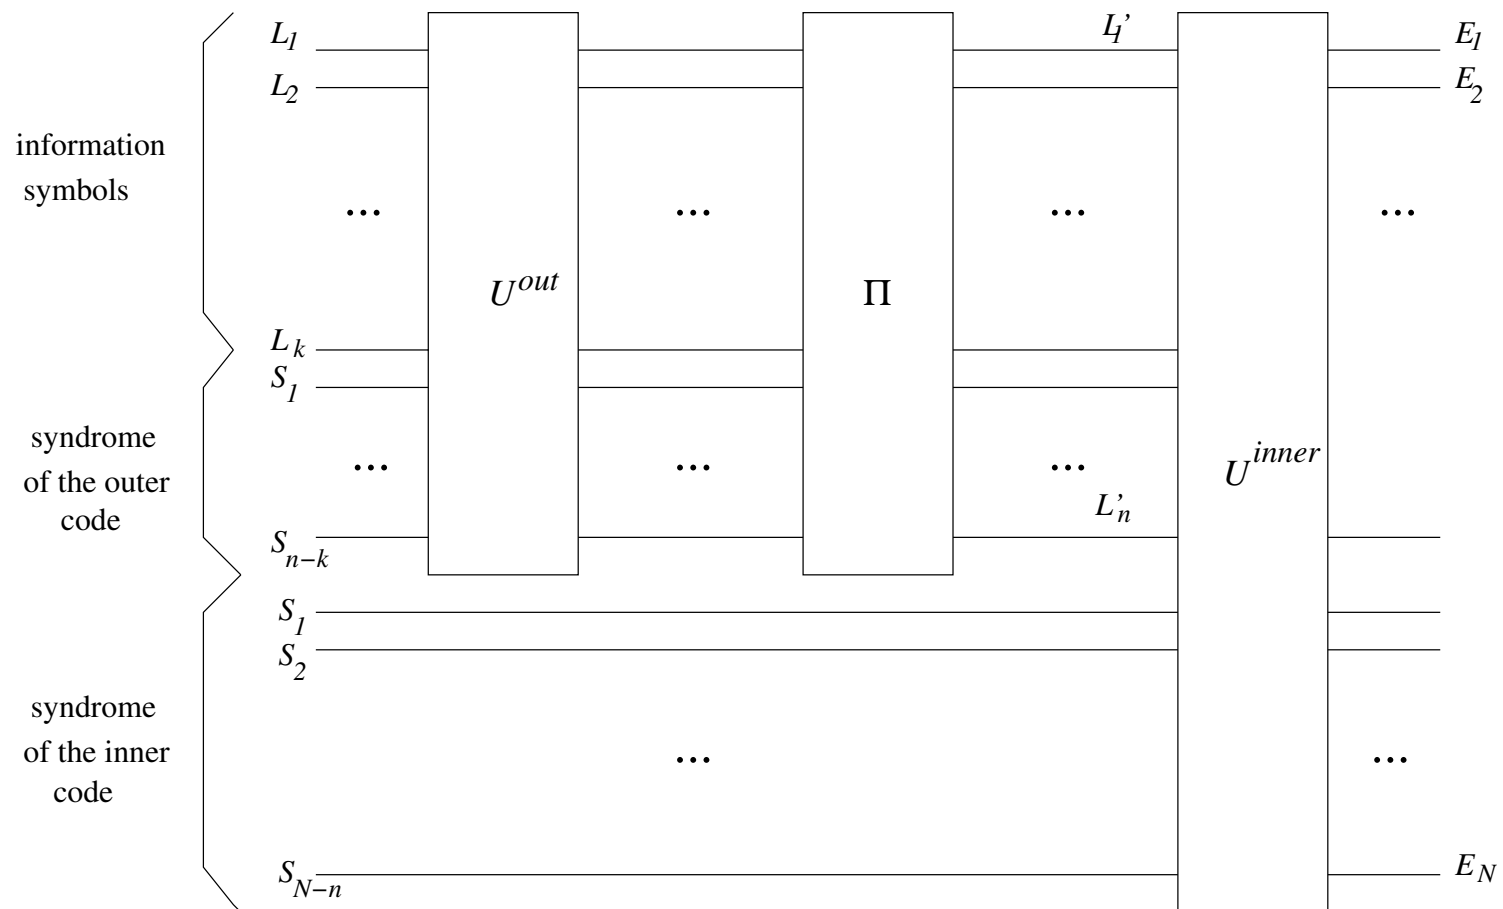 L1 L1’ E1
L2 E2
information
symbols
... ... ... ...
U^out Π
Lk
S1
syndrome
of the outer
code
... ... ...
U^inner
L’n
Sn−k
S1
S2
syndrome
of the inner
code
... ...
SN−n EN